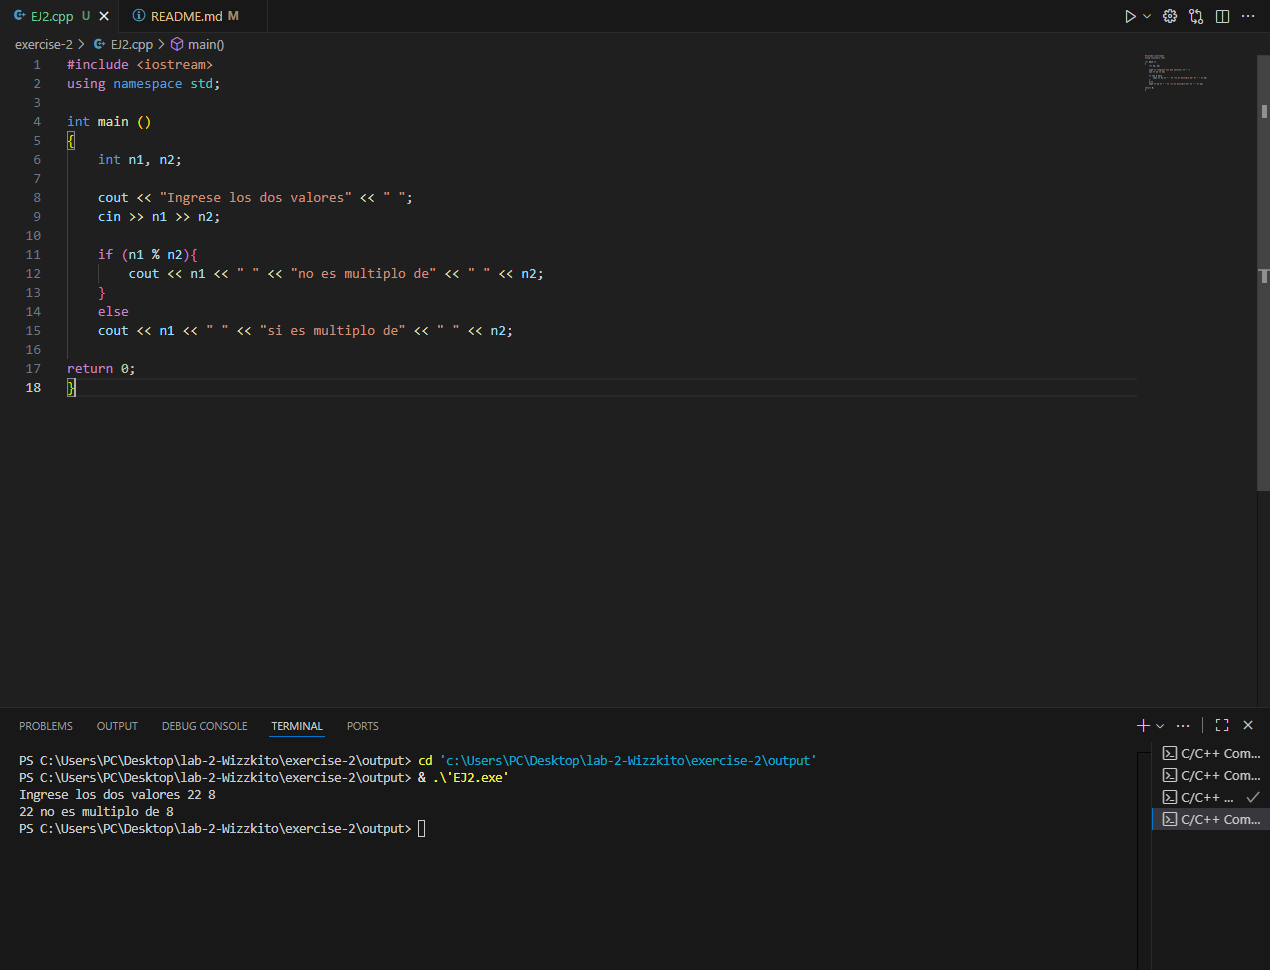 EJ2.cpp U README.md M
exercise-2 > EJ2.cpp > main()
1 #include <iostream>
2 using namespace std;
3
4 int main ()
5 {
6 int n1, n2;
7
8 cout << "Ingrese los dos valores" << " ";
9 cin >> n1 >> n2;
10
11 if (n1 % n2){
12 cout << n1 << " " << "no es multiplo de" << " " << n2;
13 }
14 else
15 cout << n1 << " " << "si es multiplo de" << " " << n2;
16
17 return 0;
18 }
PROBLEMS OUTPUT DEBUG CONSOLE TERMINAL PORTS
PS C:\Users\PC\Desktop\lab-2-Wizzkito\exercise-2\output> cd 'c:\Users\PC\Desktop\lab-2-Wizzkito\exercise-2\output'
PS C:\Users\PC\Desktop\lab-2-Wizzkito\exercise-2\output> & .\'EJ2.exe'
Ingrese los dos valores 22 8
22 no es multiplo de 8
PS C:\Users\PC\Desktop\lab-2-Wizzkito\exercise-2\output>
C/C++ Com...
C/C++ Com...
C/C++ ...
C/C++ Com...